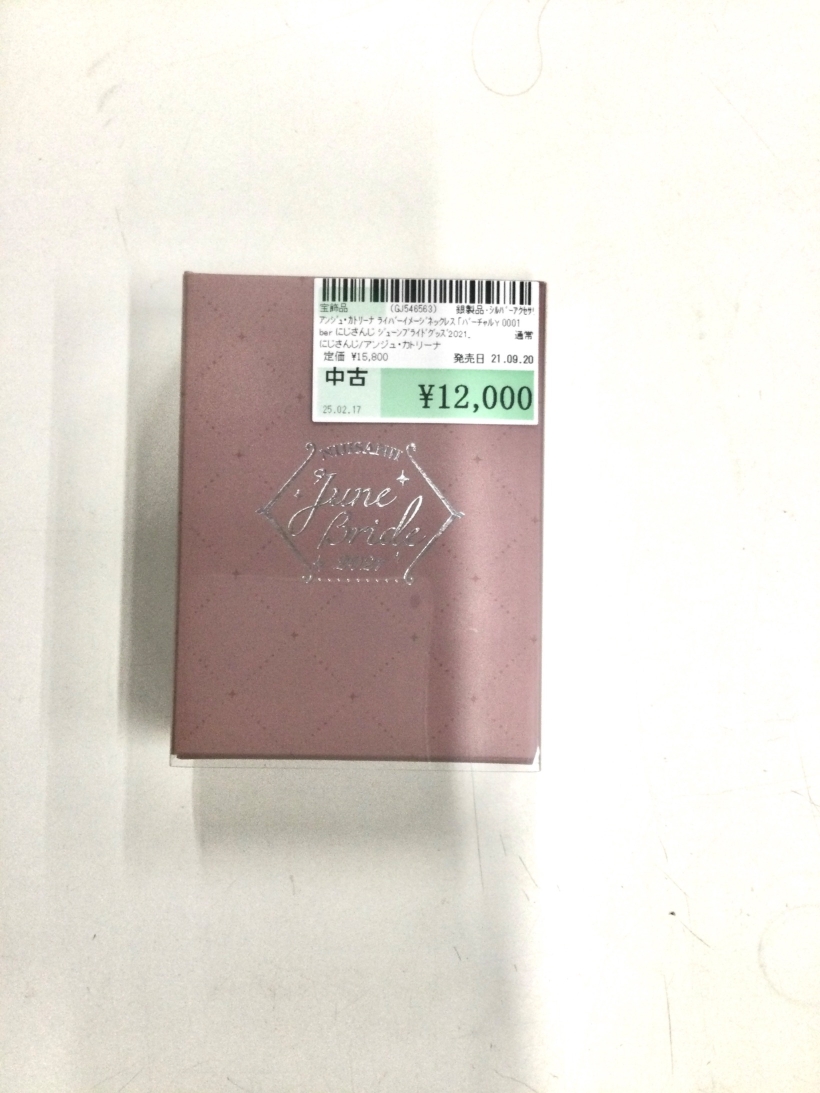 宝飾品 (GJ546563) 銀製品・シルバーアクセサ!
アンジュ・カトリーナ ライバーイメージネックレス 「バーチャルY 0001
ber にじさんじ ジューンブライドグッズ2021. 通常
にじさんじ/アンジュ・カトリーナ
定価 ¥15,800 発売日 21.09.20
中古
¥12,000
25.02.17
NIJISANJI
June
Bride
2021